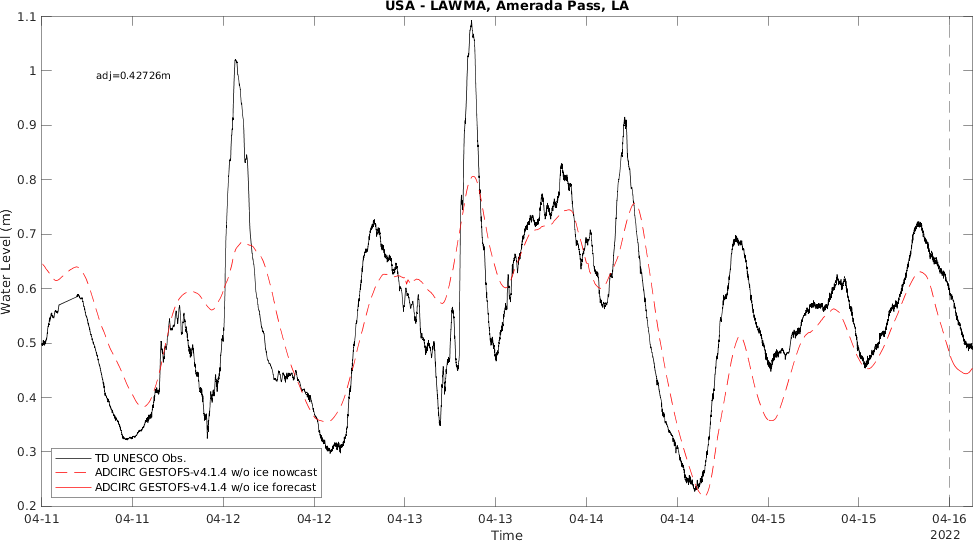 USA - LAWMA, Amerada Pass, LA
1.1
1
0.9
0.8
0.7
0.6
0.5
0.4
0.3
0.2
Water Level (m)
adj=0.42726m
TD UNESCO Obs.
ADCIRC GESTOFS-v4.1.4 w/o ice nowcast
ADCIRC GESTOFS-v4.1.4 w/o ice forecast
04-11 04-11 04-12 04-12 04-13 04-13 04-14 04-14 04-15 04-15 04-16
Time
2022